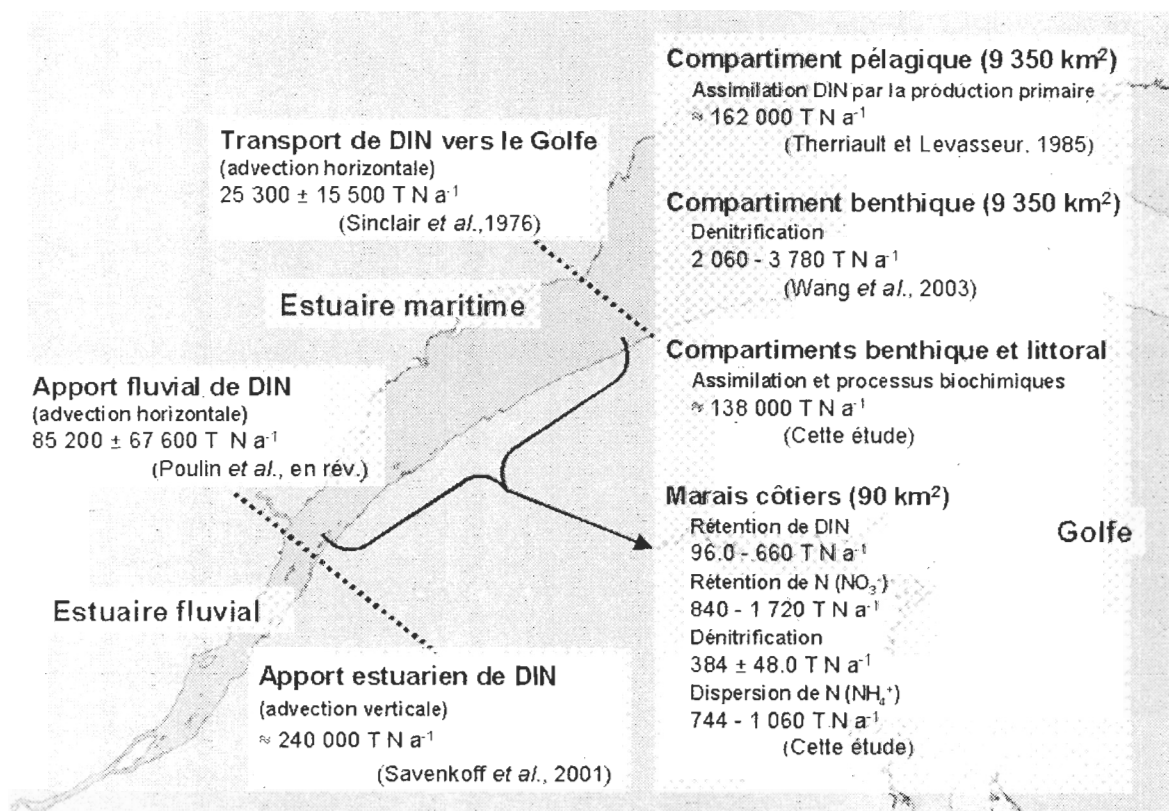 Compartiment pélagique (9 350 km²)
Assimilation DIN par la production primaire
≈ 162 000 T N a⁻¹
(Therriault et Levasseur. 1985)
Transport de DIN vers le Golfe
(advection horizontale)
25 300 ± 15 500 T N a⁻¹
(Sinclair et al.,1976)
Compartiment benthique (9 350 km²)
Denitrification
2 060 - 3 780 T N a⁻¹
(Wang et al., 2003)
Estuaire maritime
Compartiments benthique et littoral
Assimilation et processus biochimiques
≈ 138 000 T N a⁻¹
(Cette étude)
Apport fluvial de DIN
(advection horizontale)
85 200 ± 67 600 T N a⁻¹
(Poulin et al., en rév.)
Marais côtiers (90 km²)
Rétention de DIN
96.0 - 660 T N a⁻¹
Rétention de N (NO₃⁻)
840 - 1 720 T N a⁻¹
Dénitrification
384 ± 48.0 T N a⁻¹
Dispersion de N (NH₄⁺)
744 - 1 060 T N a⁻¹
(Cette étude)
Golfe
Estuaire fluvial
Apport estuarien de DIN
(advection verticale)
≈ 240 000 T N a⁻¹
(Savenkoff et al., 2001)